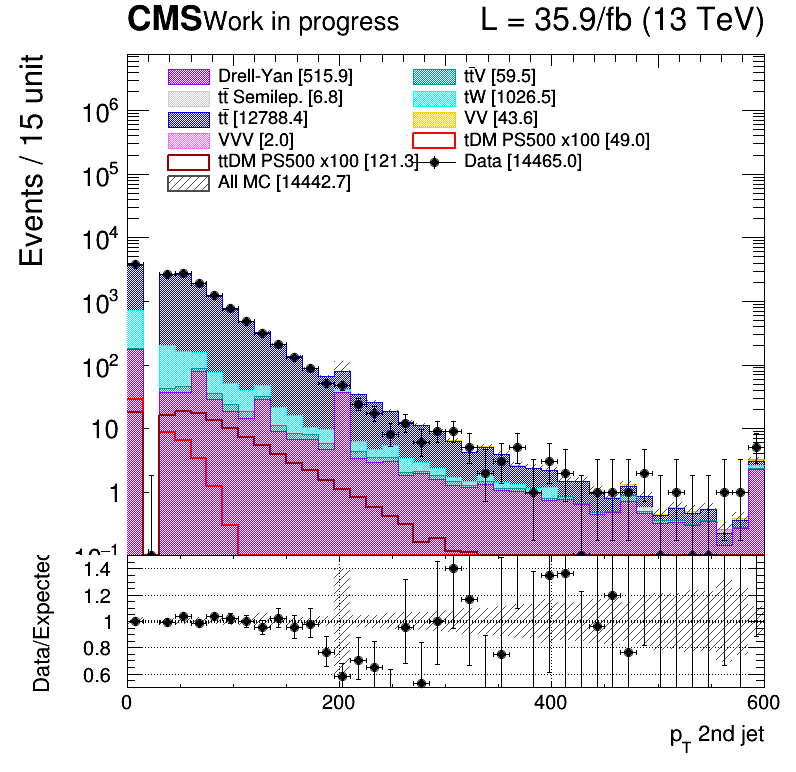 CMS Work in progress L = 35.9/fb (13 TeV)
Events / 15 unit
Drell-Yan [515.9] tt̄V [59.5]
tt̄ Semilep. [6.8] tW [1026.5]
tt̄ [12788.4] VV [43.6]
VVV [2.0] tDM PS500 x100 [49.0]
ttDM PS500 x100 [121.3] Data [14465.0]
All MC [14442.7]
10⁶
10⁵
10⁴
10³
10²
10
1
10⁻¹
Data/Expected
1.4
1.2
1
0.8
0.6
0 200 400 600
p_T 2nd jet